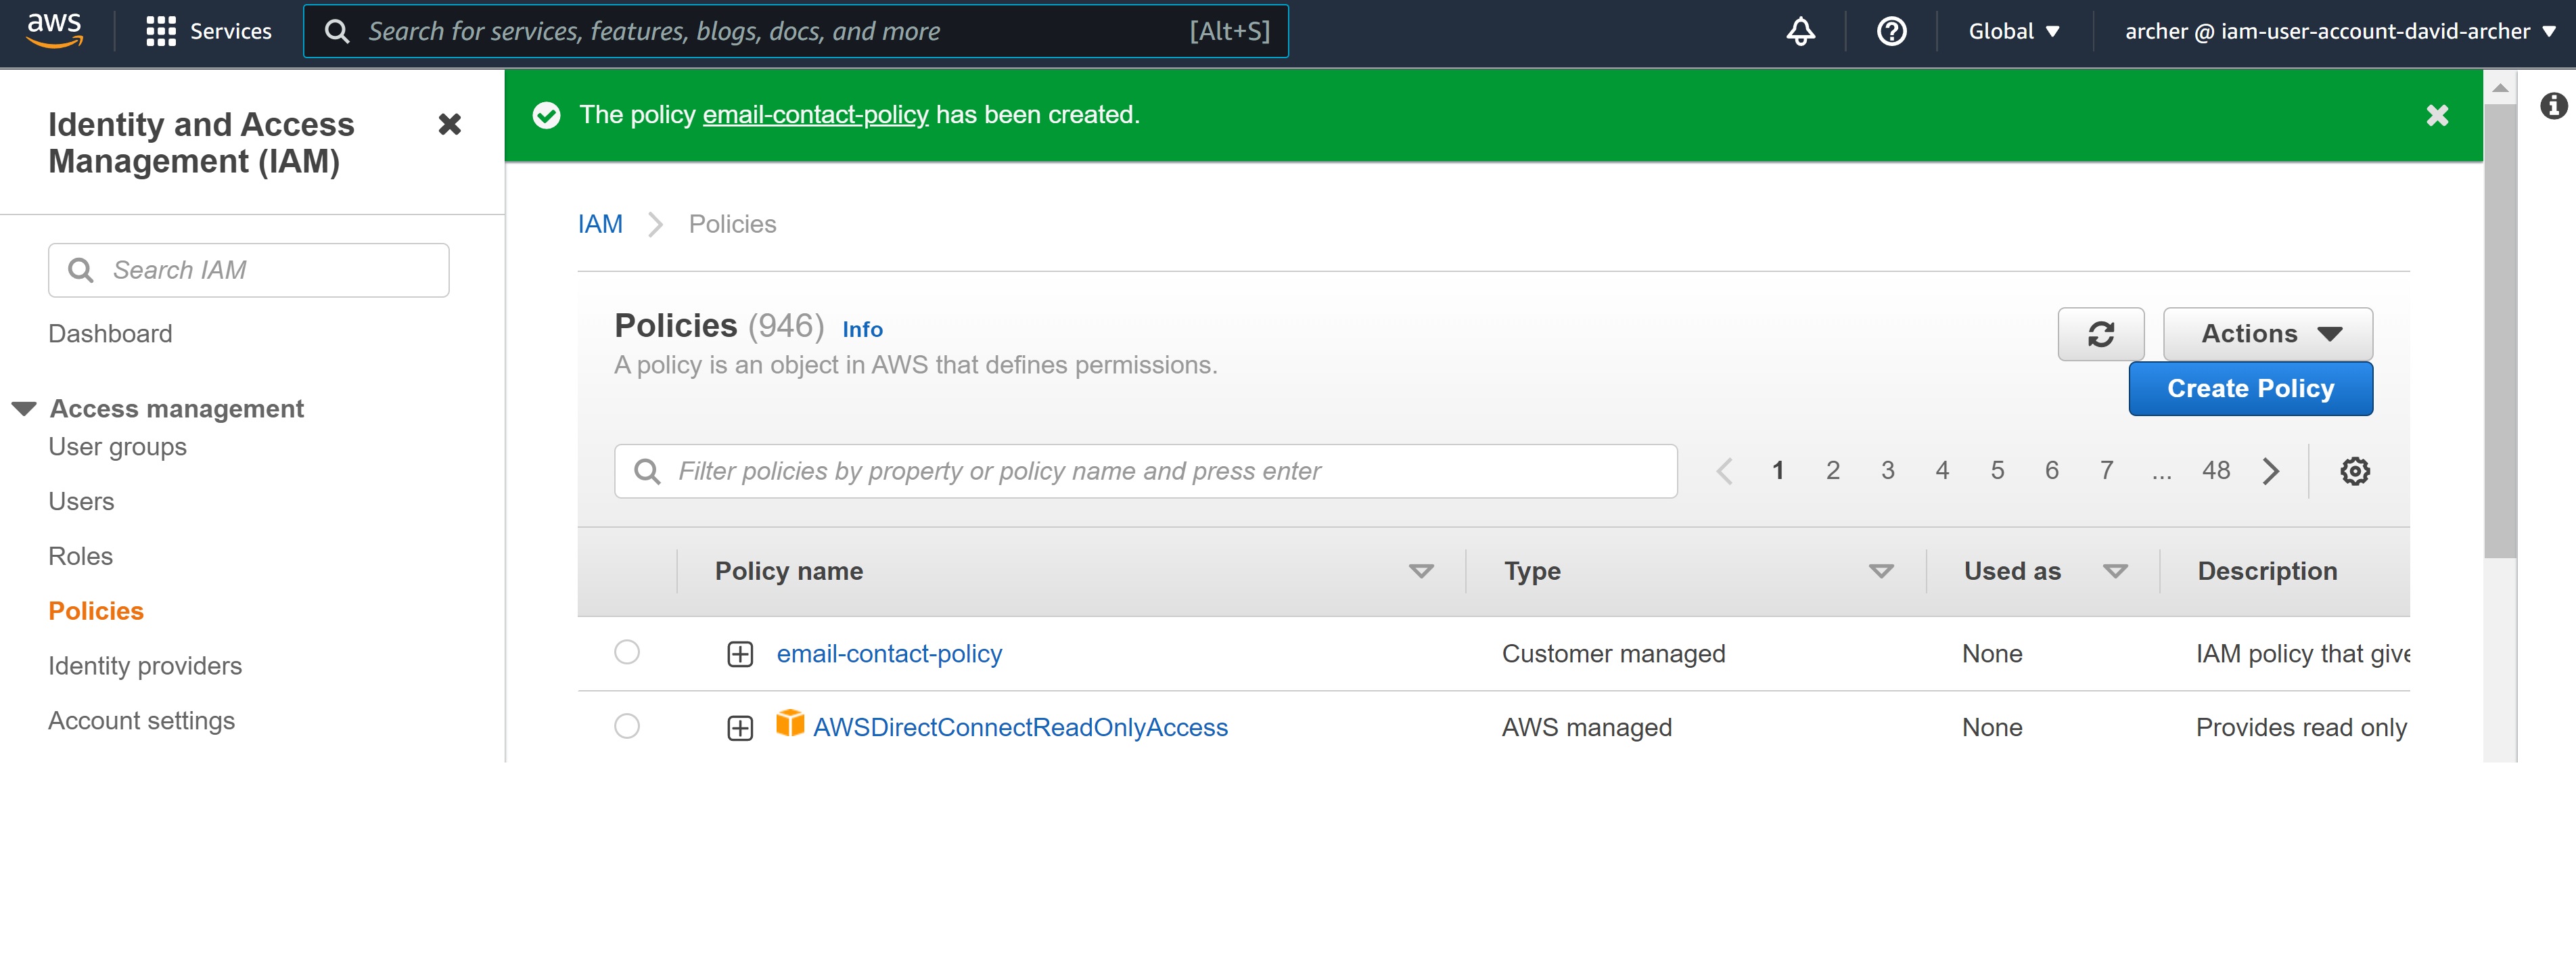 aws
Services
Search for services, features, blogs, docs, and more [Alt+S]
Global
archer @ iam-user-account-david-archer
Identity and Access
Management (IAM)
Search IAM
Dashboard
Access management
User groups
Users
Roles
Policies
Identity providers
Account settings
The policy email-contact-policy has been created.
IAM Policies
Policies (946) Info
A policy is an object in AWS that defines permissions.
Actions
Create Policy
Filter policies by property or policy name and press enter
1 2 3 4 5 6 7 ... 48
Policy name Type Used as Description
email-contact-policy Customer managed None IAM policy that give
AWSDirectConnectReadOnlyAccess AWS managed None Provides read only